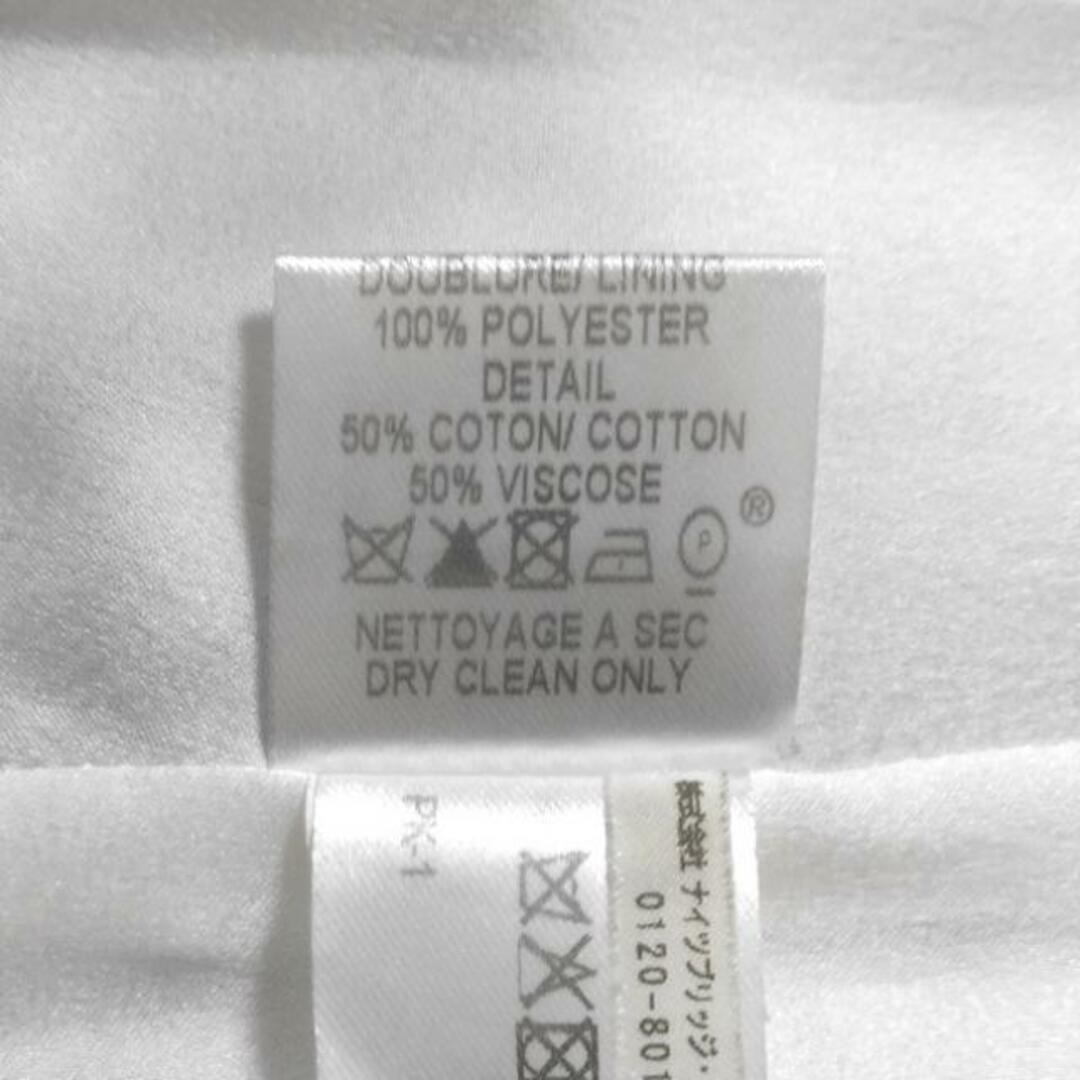 DOUBLURE/ LINING
100% POLYESTER
DETAIL
50% COTON/ COTTON
50% VISCOSE
P ®
NETTOYAGE A SEC
DRY CLEAN ONLY
PX-1
株式会社 ナイツブリッジ・
0120-801